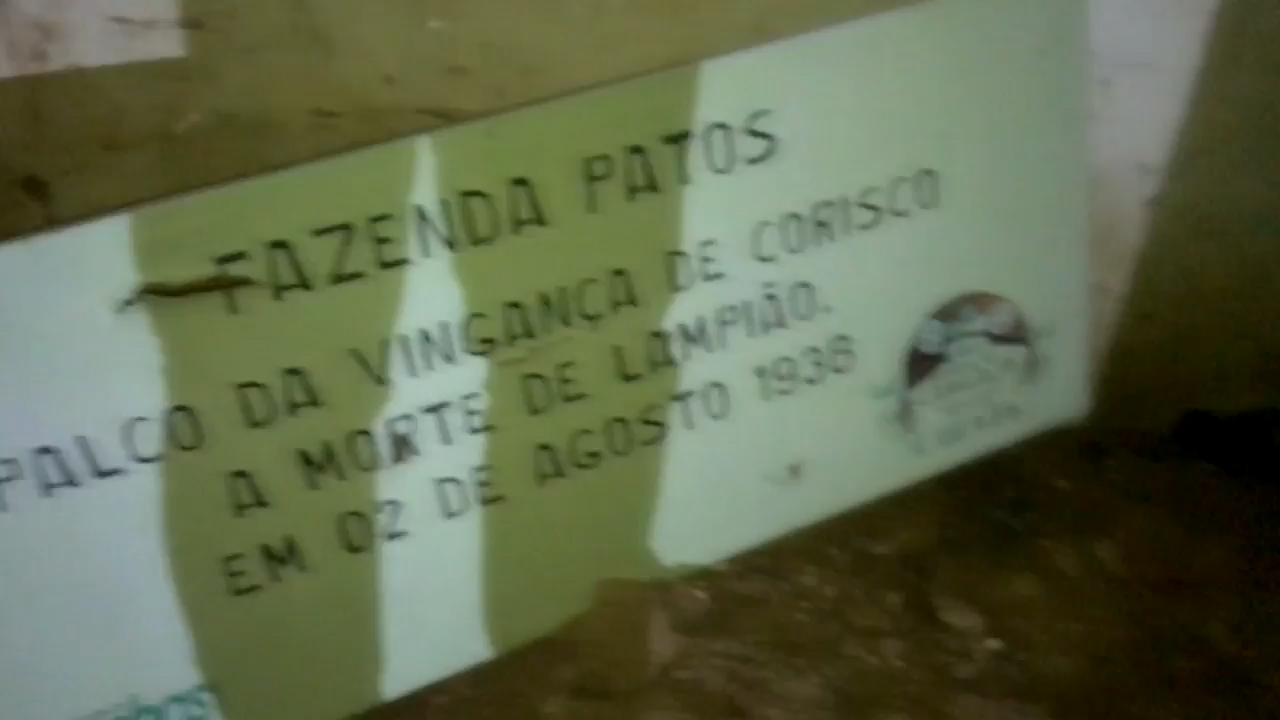 FAZENDA PATOS
PALCO DA VINGANÇA DE CORISCO
A MORTE DE LAMPIÃO.
EM 02 DE AGOSTO 1938